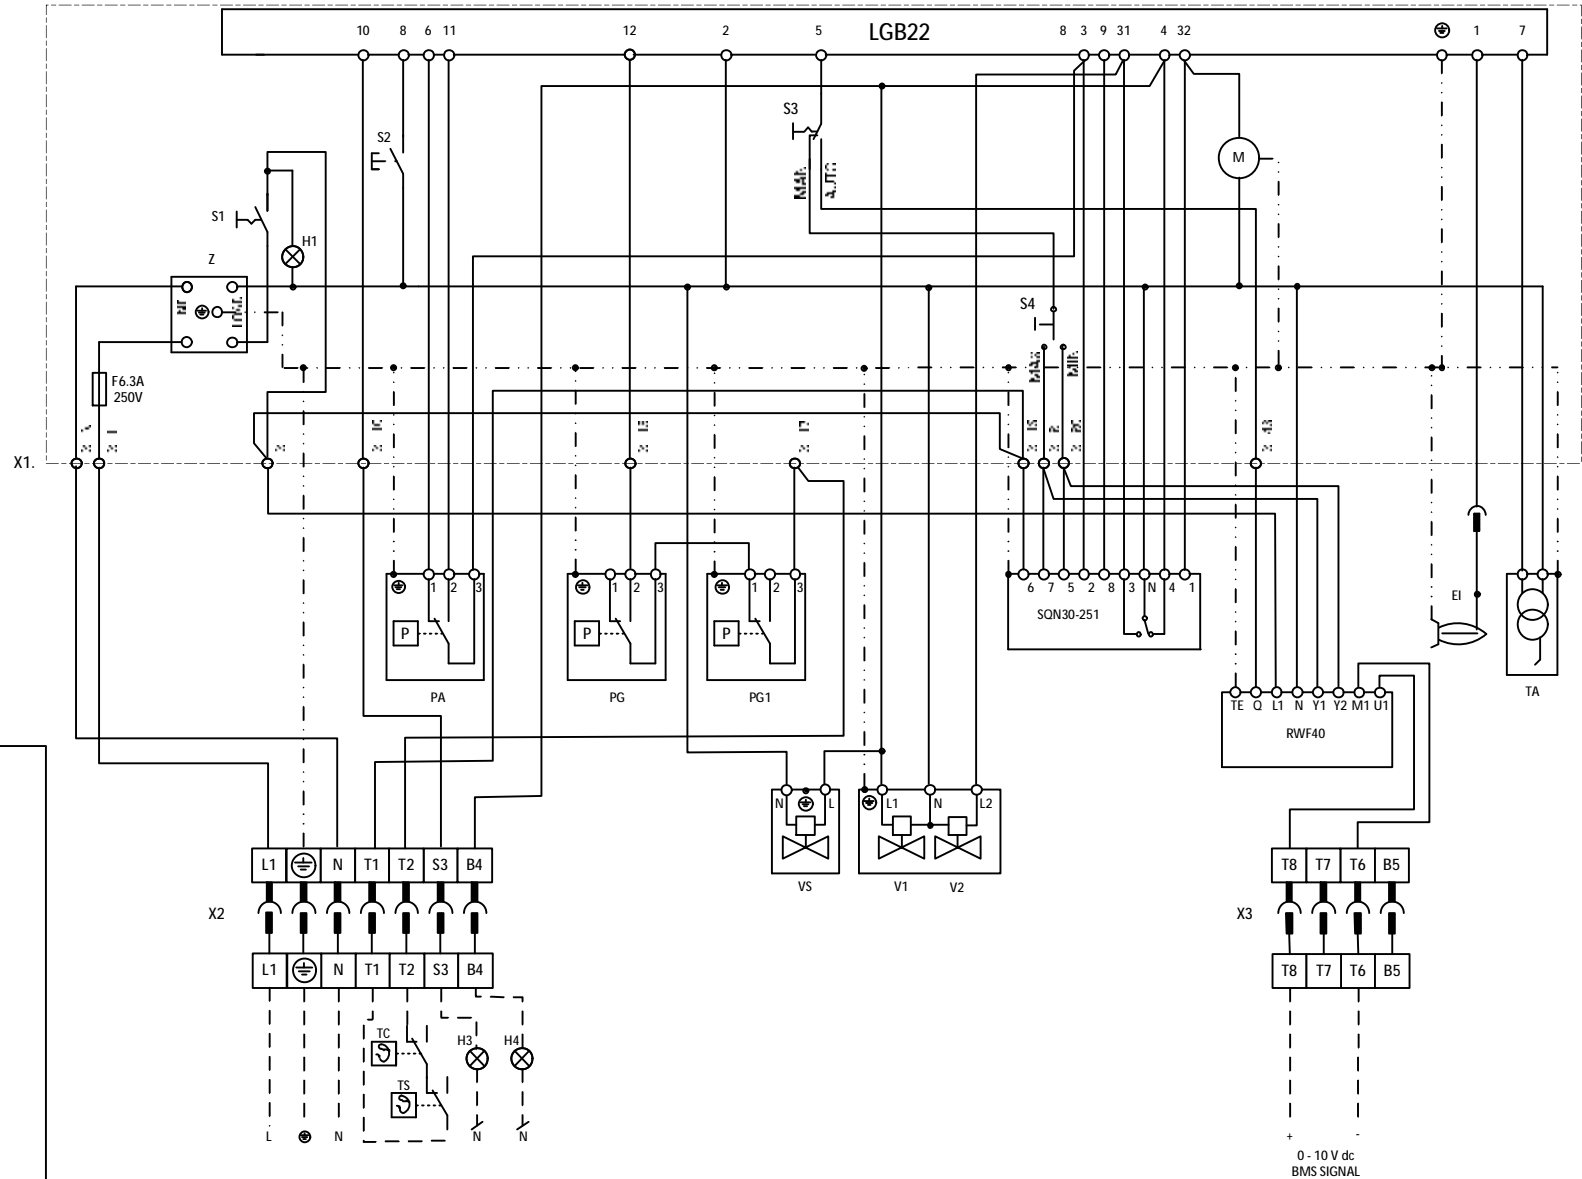 LGB22
10 8 6 11 12 2 5 8 3 9 31 4 32 1 7
S3
S2
M
S1
H1
Z
S4
F6.3A
250V
X1.
1 2 3 1 2 3 1 2 3 6 7 5 2 8 3 N 4 1
SQN30-251
EI
P P P
PA PG PG1 TA
TE Q L1 N Y1 Y2 M1 U1
RWF40
N L L1 N L2
L1 N T1 T2 S3 B4
VS V1 V2
T8 T7 T6 B5
X2 X3
L1 N T1 T2 S3 B4
T8 T7 T6 B5
TC H3 H4
TS
L N N N
+ -
0 - 10 V dc
BMS SIGNAL